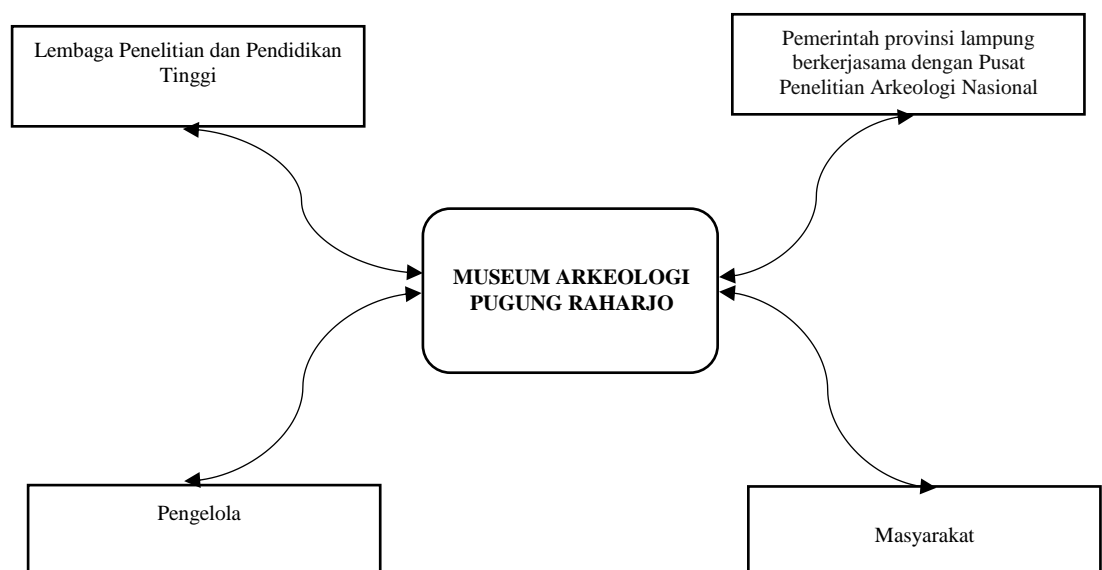 Lembaga Penelitian dan Pendidikan
Tinggi
Pemerintah provinsi lampung
berkerjasama dengan Pusat
Penelitian Arkeologi Nasional
MUSEUM ARKEOLOGI
PUGUNG RAHARJO
Pengelola
Masyarakat